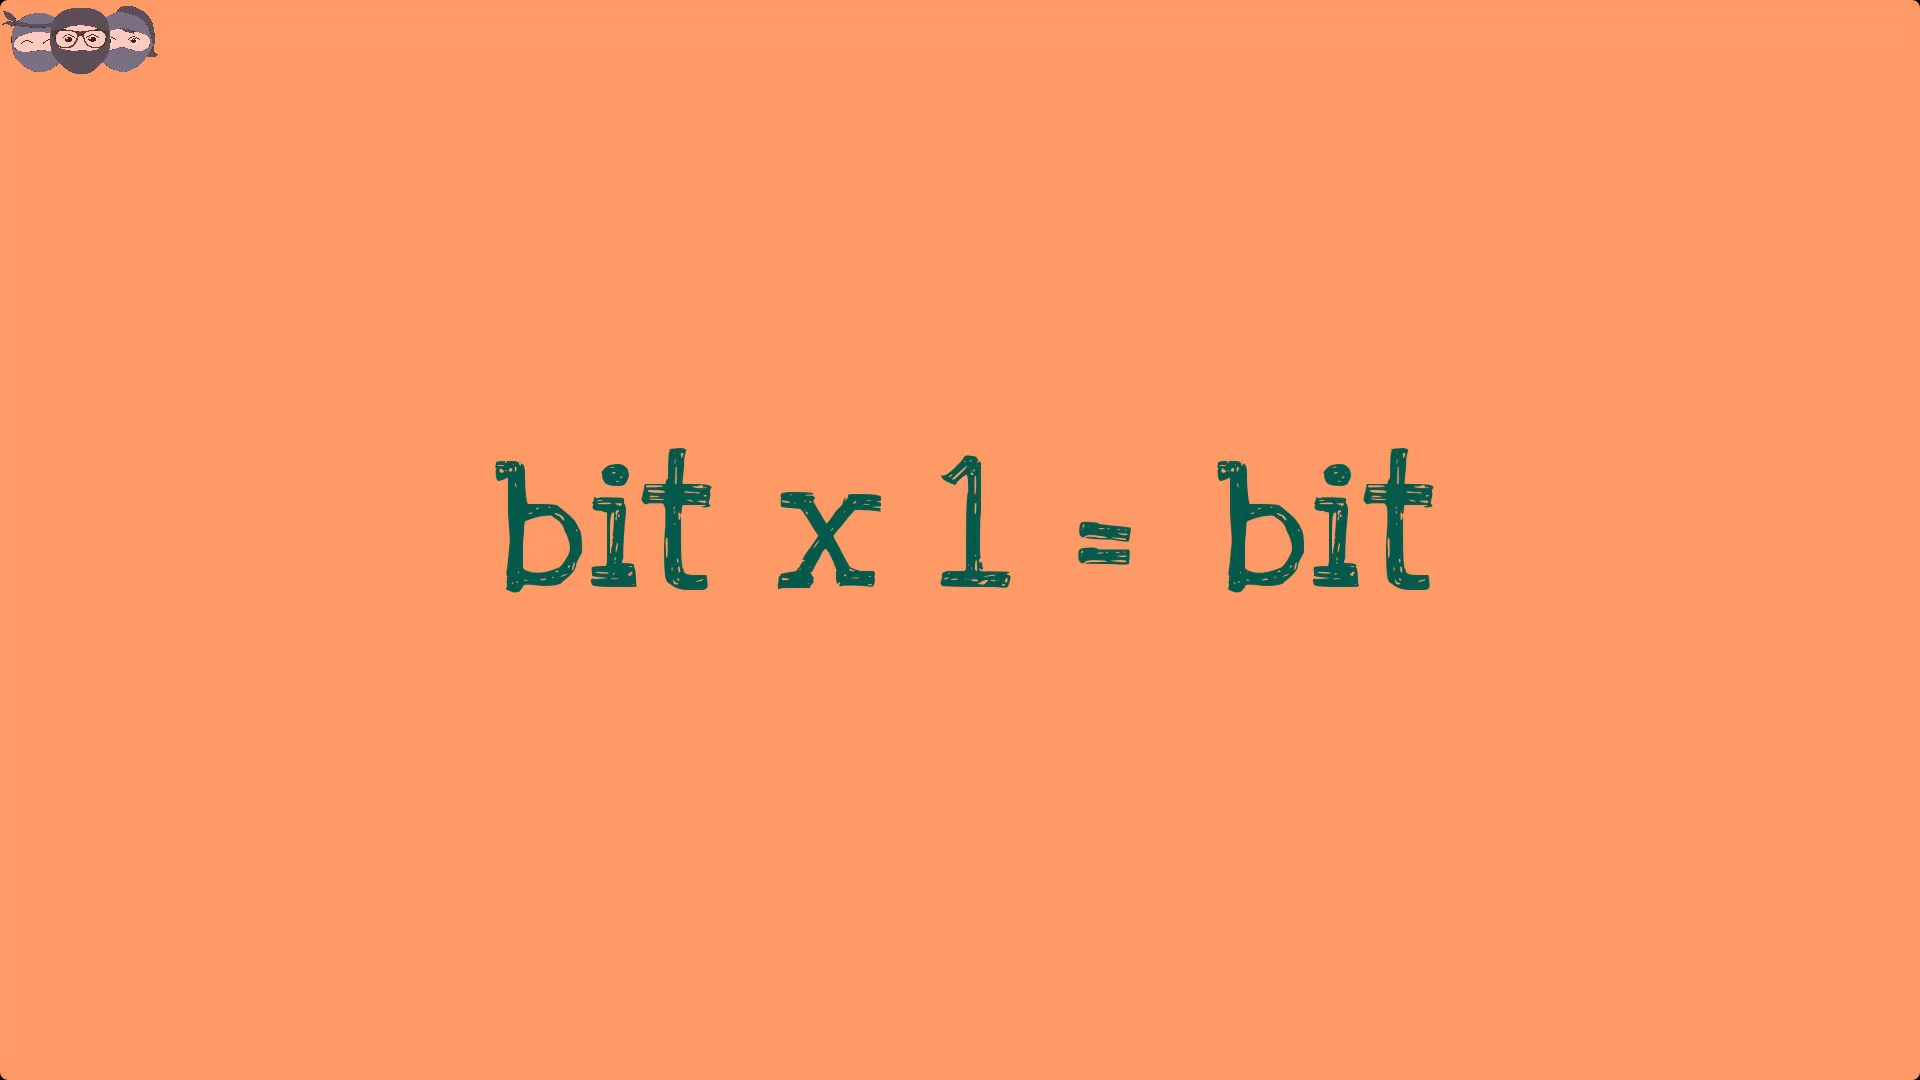 bit x 1 = bit